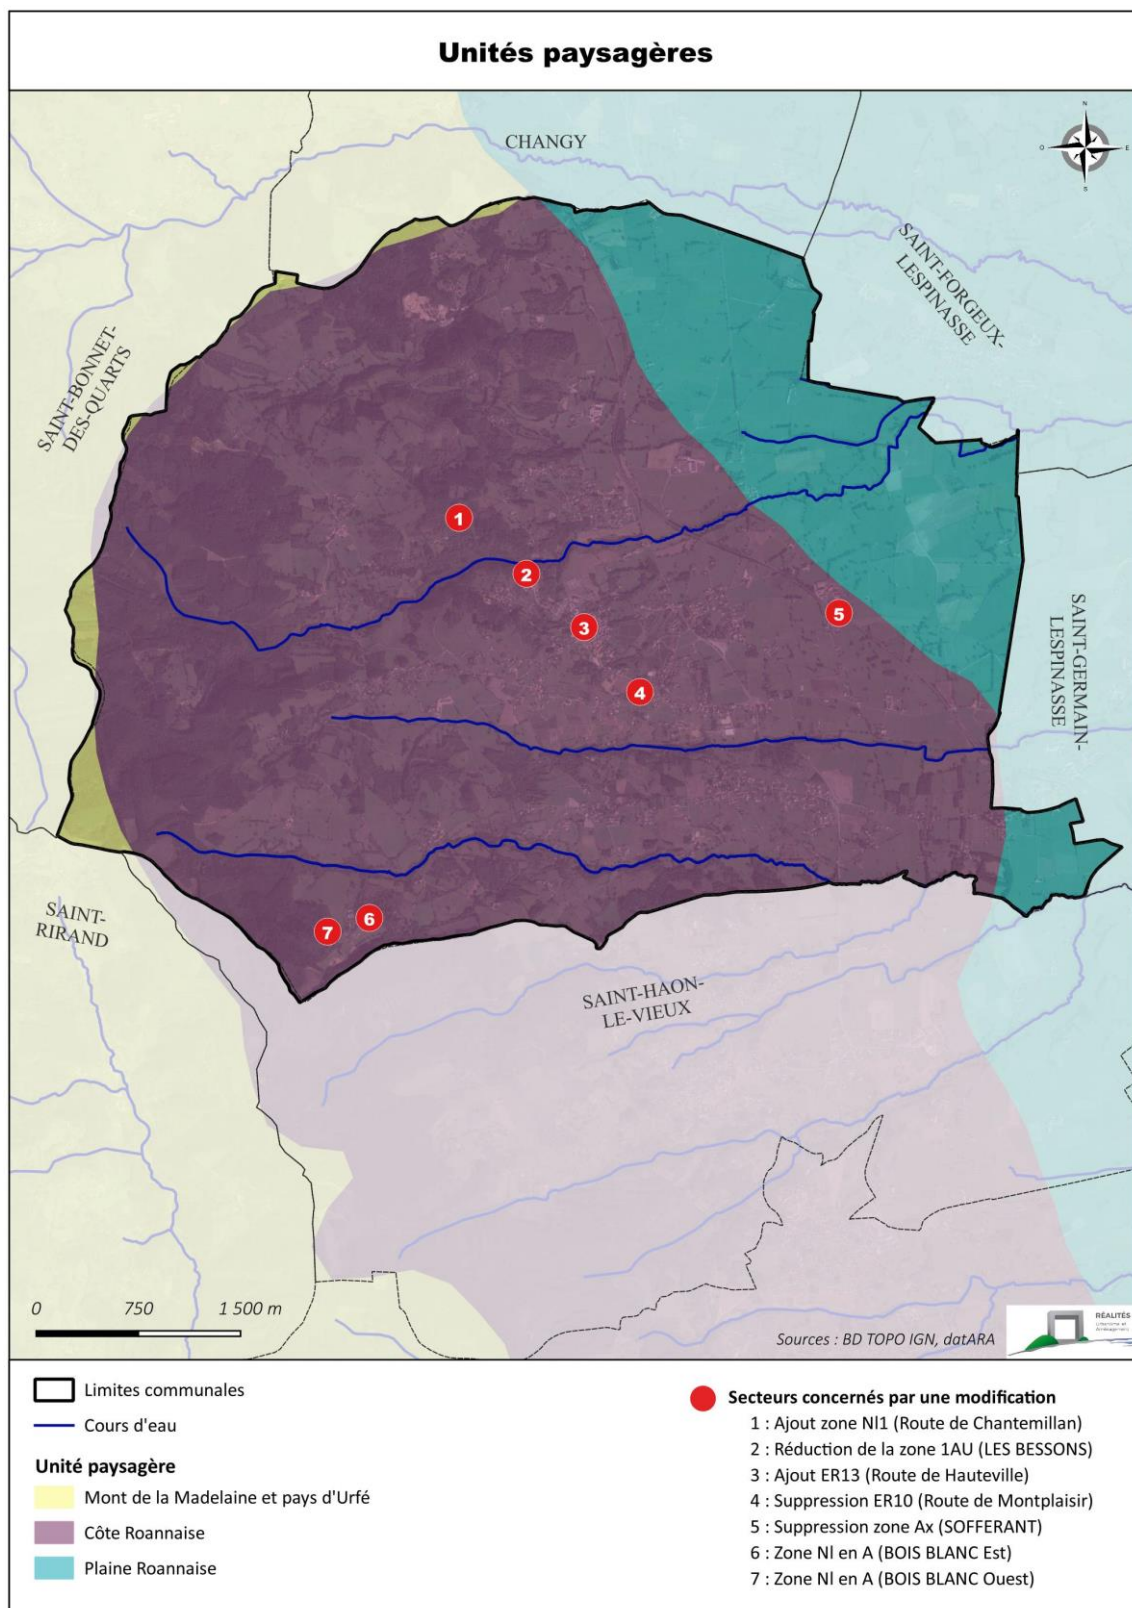 Unités paysagères
CHANGY
N
O
E
S
SAINT-FORGEUX-
LESPINASSE
SAINT-BONNET-
DES-QUARTS
1
2
3
5
4
SAINT-GERMAIN-
LESPINASSE
SAINT-
RIRAND
6
7
SAINT-HAON-
LE-VIEUX
0 750 1 500 m
Sources : BD TOPO IGN, datARA
RÉALITÉS
Urbanisme et
Aménagement
Limites communales
Cours d'eau
Unité paysagère
Mont de la Madelaine et pays d'Urfé
Côte Roannaise
Plaine Roannaise
Secteurs concernés par une modification
1 : Ajout zone Nl1 (Route de Chantemillan)
2 : Réduction de la zone 1AU (LES BESSONS)
3 : Ajout ER13 (Route de Hauteville)
4 : Suppression ER10 (Route de Montplaisir)
5 : Suppression zone Ax (SOFFERANT)
6 : Zone Nl en A (BOIS BLANC Est)
7 : Zone Nl en A (BOIS BLANC Ouest)